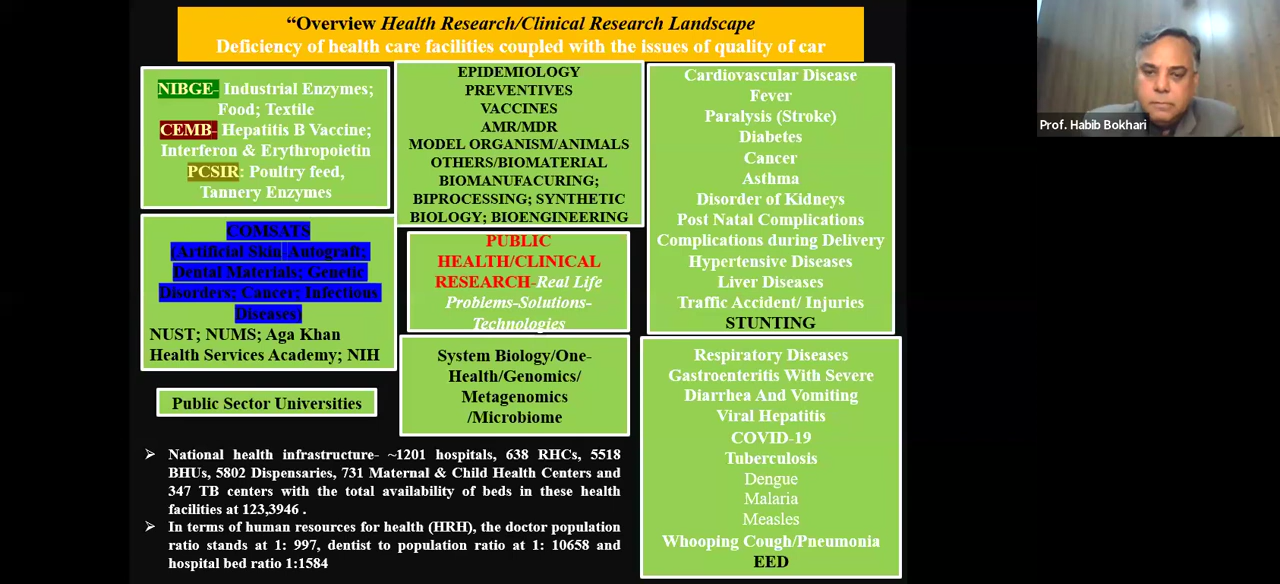 “Overview Health Research/Clinical Research Landscape
Deficiency of health care facilities coupled with the issues of quality of car
NIBGE- Industrial Enzymes;
Food; Textile
CEMB- Hepatitis B Vaccine;
Interferon & Erythropoietin
PCSIR: Poultry feed,
Tannery Enzymes
COMSATS
(Artificial Skin Autograft;
Dental Materials; Genetic
Disorders; Cancer; Infectious
Diseases)
NUST; NUMS; Aga Khan
Health Services Academy; NIH
Public Sector Universities
EPIDEMIOLOGY
PREVENTIVES
VACCINES
AMR/MDR
MODEL ORGANISM/ANIMALS
OTHERS/BIOMATERIAL
BIOMANUFACURING;
BIPROCESSING; SYNTHETIC
BIOLOGY; BIOENGINEERING
PUBLIC
HEALTH/CLINICAL
RESEARCH-Real Life
Problems-Solutions-
Technologies
System Biology/One-
Health/Genomics/
Metagenomics
/Microbiome
Cardiovascular Disease
Fever
Paralysis (Stroke)
Diabetes
Cancer
Asthma
Disorder of Kidneys
Post Natal Complications
Complications during Delivery
Hypertensive Diseases
Liver Diseases
Traffic Accident/ Injuries
STUNTING
Respiratory Diseases
Gastroenteritis With Severe
Diarrhea And Vomiting
Viral Hepatitis
COVID-19
Tuberculosis
Dengue
Malaria
Measles
Whooping Cough/Pneumonia
EED
➢ National health infrastructure- ~1201 hospitals, 638 RHCs, 5518
BHUs, 5802 Dispensaries, 731 Maternal & Child Health Centers and
347 TB centers with the total availability of beds in these health
facilities at 123,3946 .
➢ In terms of human resources for health (HRH), the doctor population
ratio stands at 1: 997, dentist to population ratio at 1: 10658 and
hospital bed ratio 1:1584
Prof. Habib Bokhari